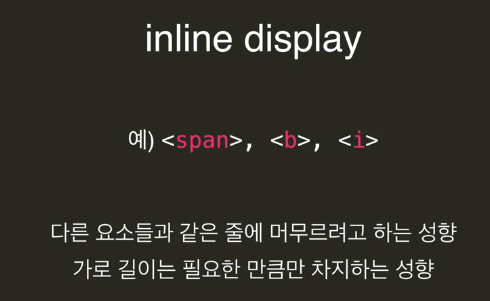 inline display
예) <span>, <b>, <i>
다른 요소들과 같은 줄에 머무르려고 하는 성향
가로 길이는 필요한 만큼만 차지하는 성향